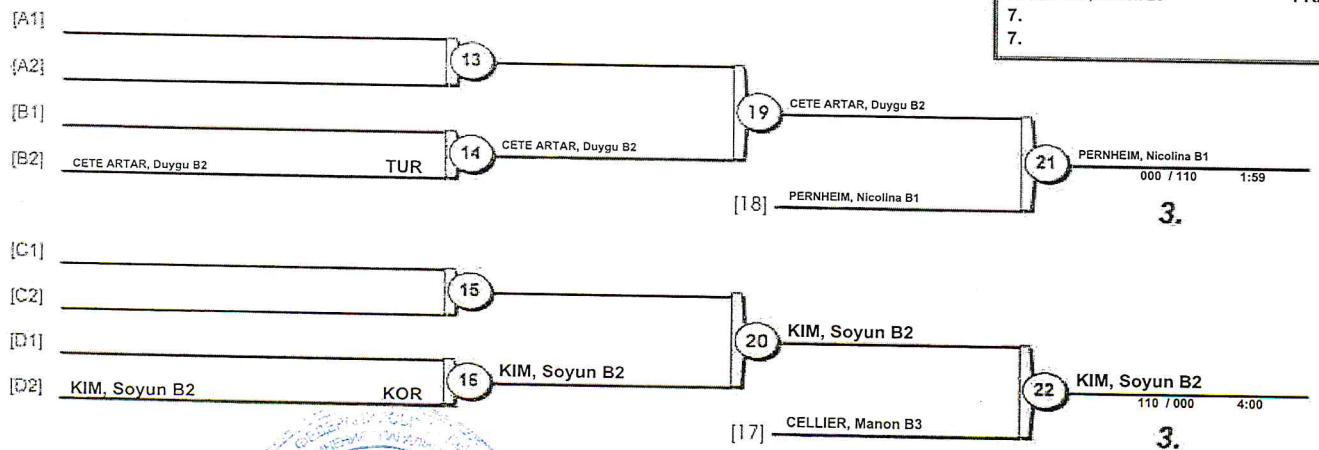 7.
7.
[A1]
[A2]
13
[B1]
[B2] CETE ARTAR, Duygu B2 TUR
14 CETE ARTAR, Duygu B2
19 CETE ARTAR, Duygu B2
[18] PERNHEIM, Nicolina B1
21 PERNHEIM, Nicolina B1
000 / 110 1:59
3.
[C1]
[C2]
15
[D1]
[D2] KIM, Soyun B2 KOR
16 KIM, Soyun B2
20 KIM, Soyun B2
[17] CELLIER, Manon B3
22 KIM, Soyun B2
110 / 000 4:00
3.